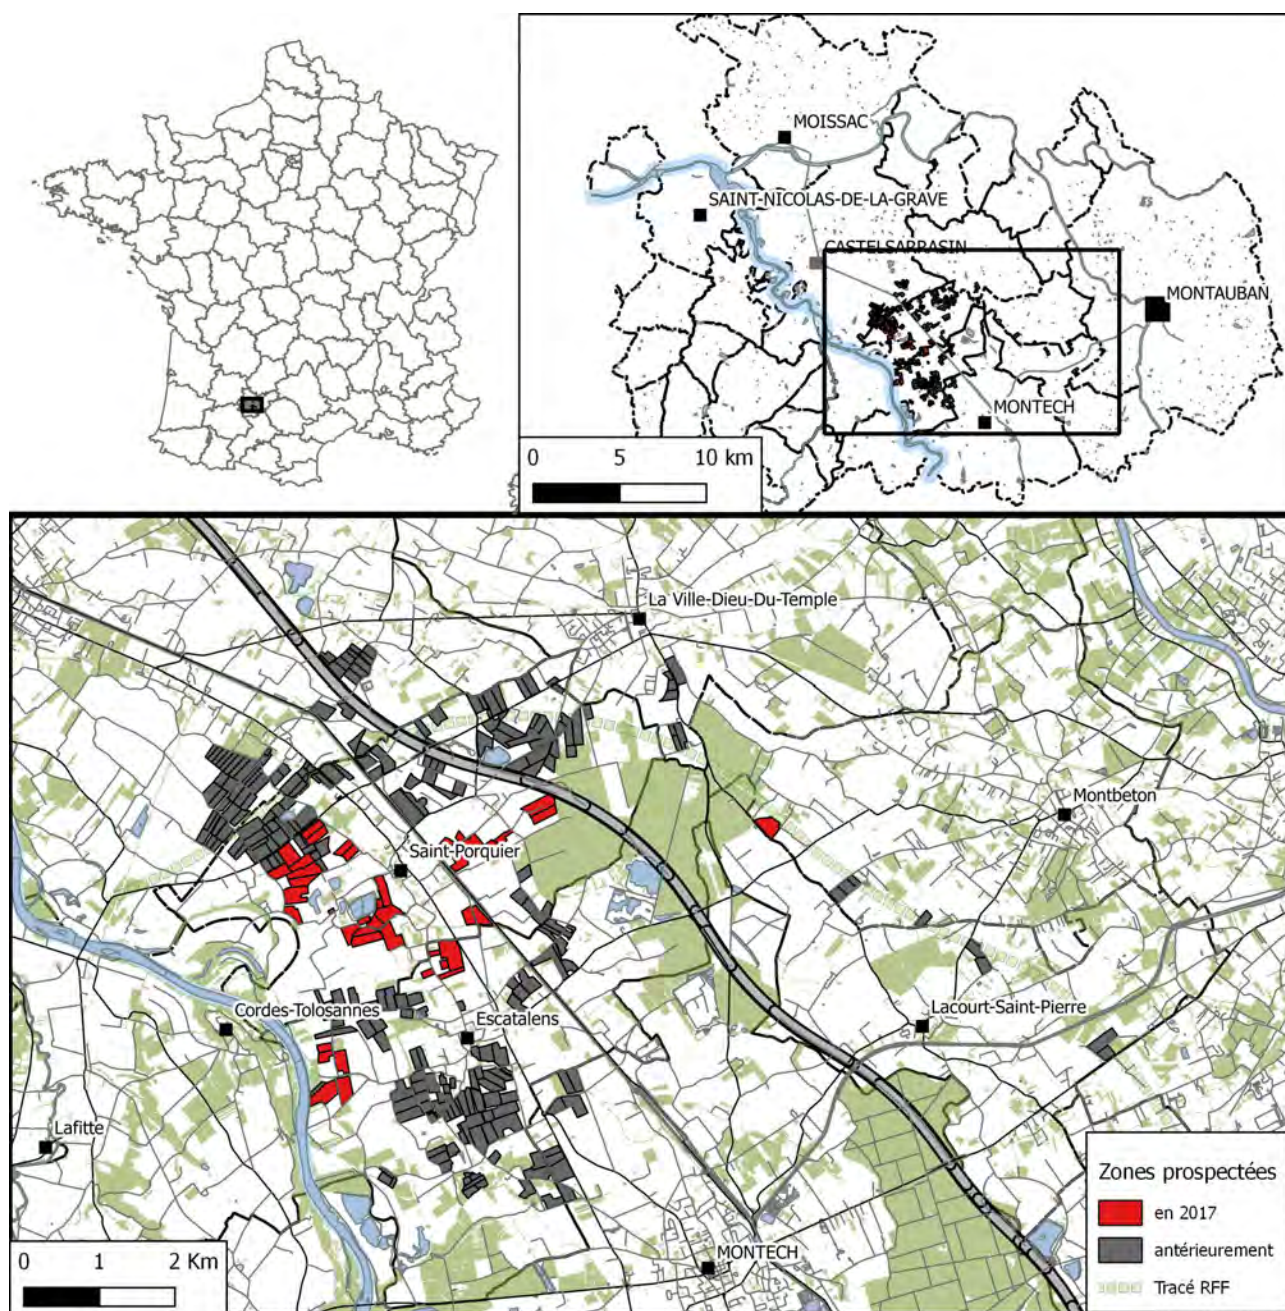 MOISSAC
SAINT-NICOLAS-DE-LA-GRAVE
CASTELSARRASIN
MONTAUBAN
MONTECH
0 5 10 km
La Ville-Dieu-Du-Temple
Montbeton
Saint-Porquier
Cordes-Tolosannes
Escatalens
Lacourt-Saint-Pierre
Lafitte
MONTECH
Zones prospectées
en 2017
antérieurement
Tracé RFF
0 1 2 Km